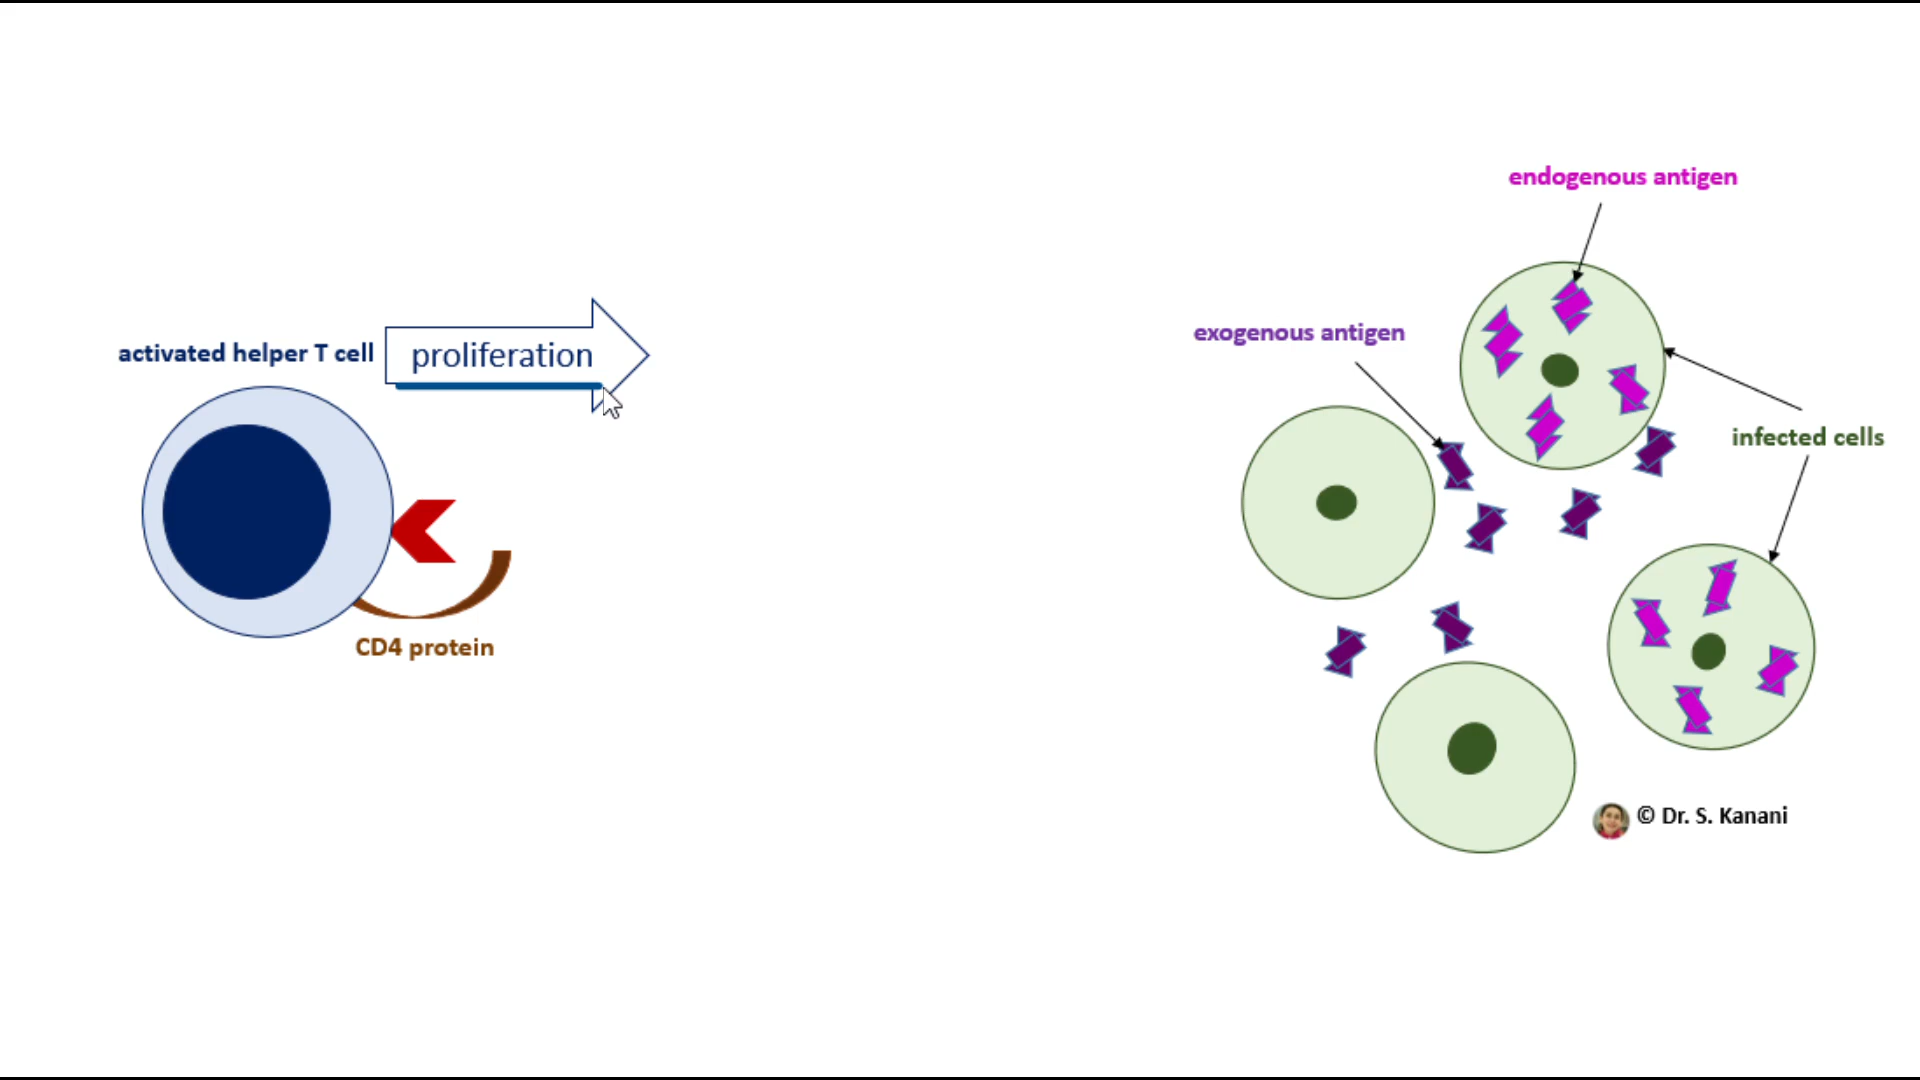 endogenous antigen
exogenous antigen
activated helper T cell
proliferation
infected cells
CD4 protein
© Dr. S. Kanani